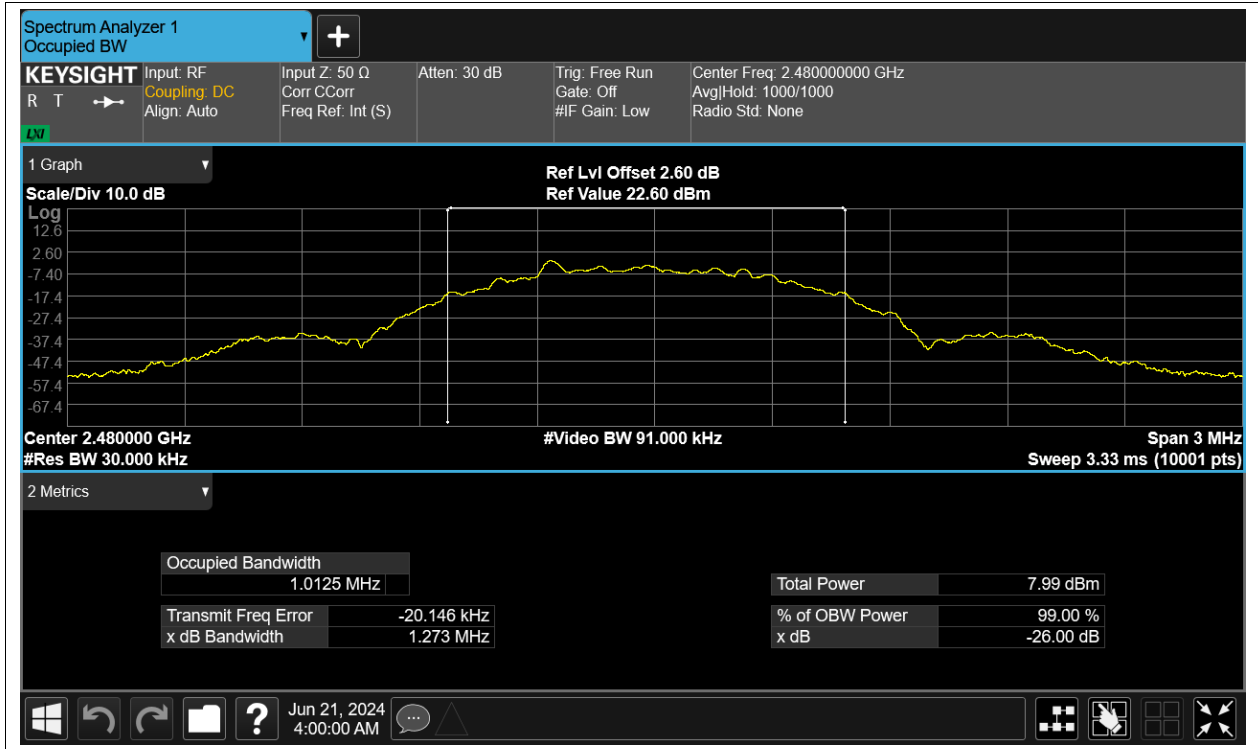 Spectrum Analyzer 1
Occupied BW
KEYSIGHT
R T
LXI
Input: RF
Coupling: DC
Align: Auto
Input Z: 50 Ω
Corr CCorr
Freq Ref: Int (S)
Atten: 30 dB
Trig: Free Run
Gate: Off
#IF Gain: Low
Center Freq: 2.480000000 GHz
Avg|Hold: 1000/1000
Radio Std: None
1 Graph
Scale/Div 10.0 dB
Ref Lvl Offset 2.60 dB
Ref Value 22.60 dBm
Log
12.6
2.60
-7.40
-17.4
-27.4
-37.4
-47.4
-57.4
-67.4
Center 2.480000 GHz
#Res BW 30.000 kHz
#Video BW 91.000 kHz
Span 3 MHz
Sweep 3.33 ms (10001 pts)
2 Metrics
Occupied Bandwidth
1.0125 MHz
Transmit Freq Error -20.146 kHz
x dB Bandwidth 1.273 MHz
Total Power 7.99 dBm
% of OBW Power 99.00 %
x dB -26.00 dB
?
Jun 21, 2024
4:00:00 AM